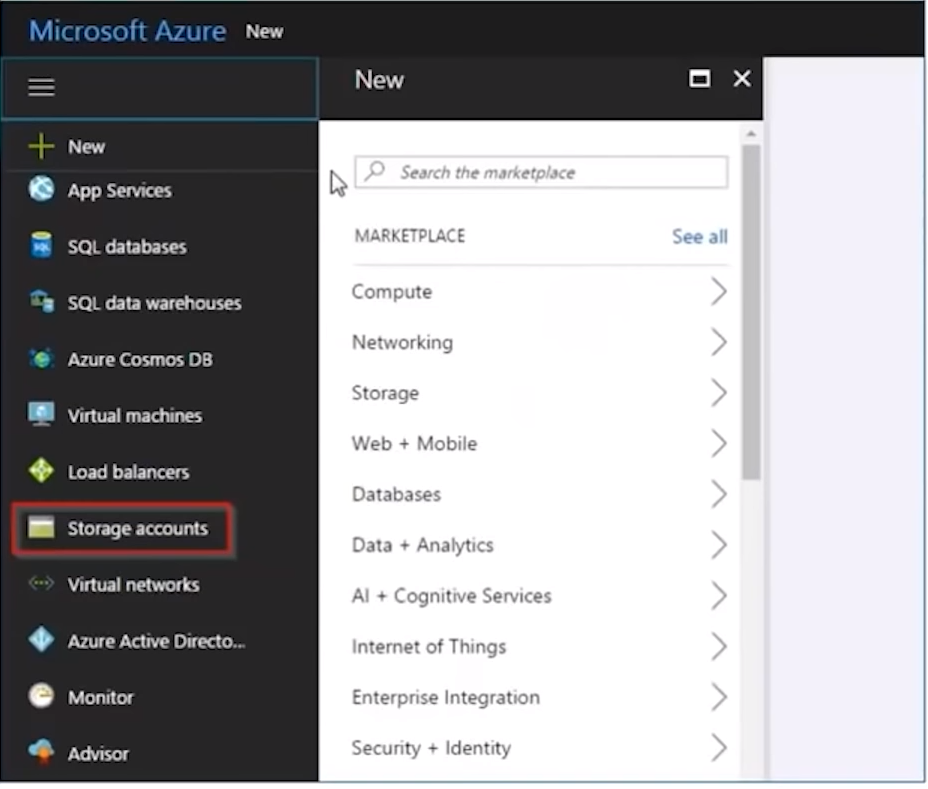 Microsoft Azure New
New
New
App Services
SQL databases
SQL data warehouses
Azure Cosmos DB
Virtual machines
Load balancers
Storage accounts
Virtual networks
Azure Active Directo...
Monitor
Advisor
Search the marketplace
MARKETPLACE See all
Compute
Networking
Storage
Web + Mobile
Databases
Data + Analytics
AI + Cognitive Services
Internet of Things
Enterprise Integration
Security + Identity